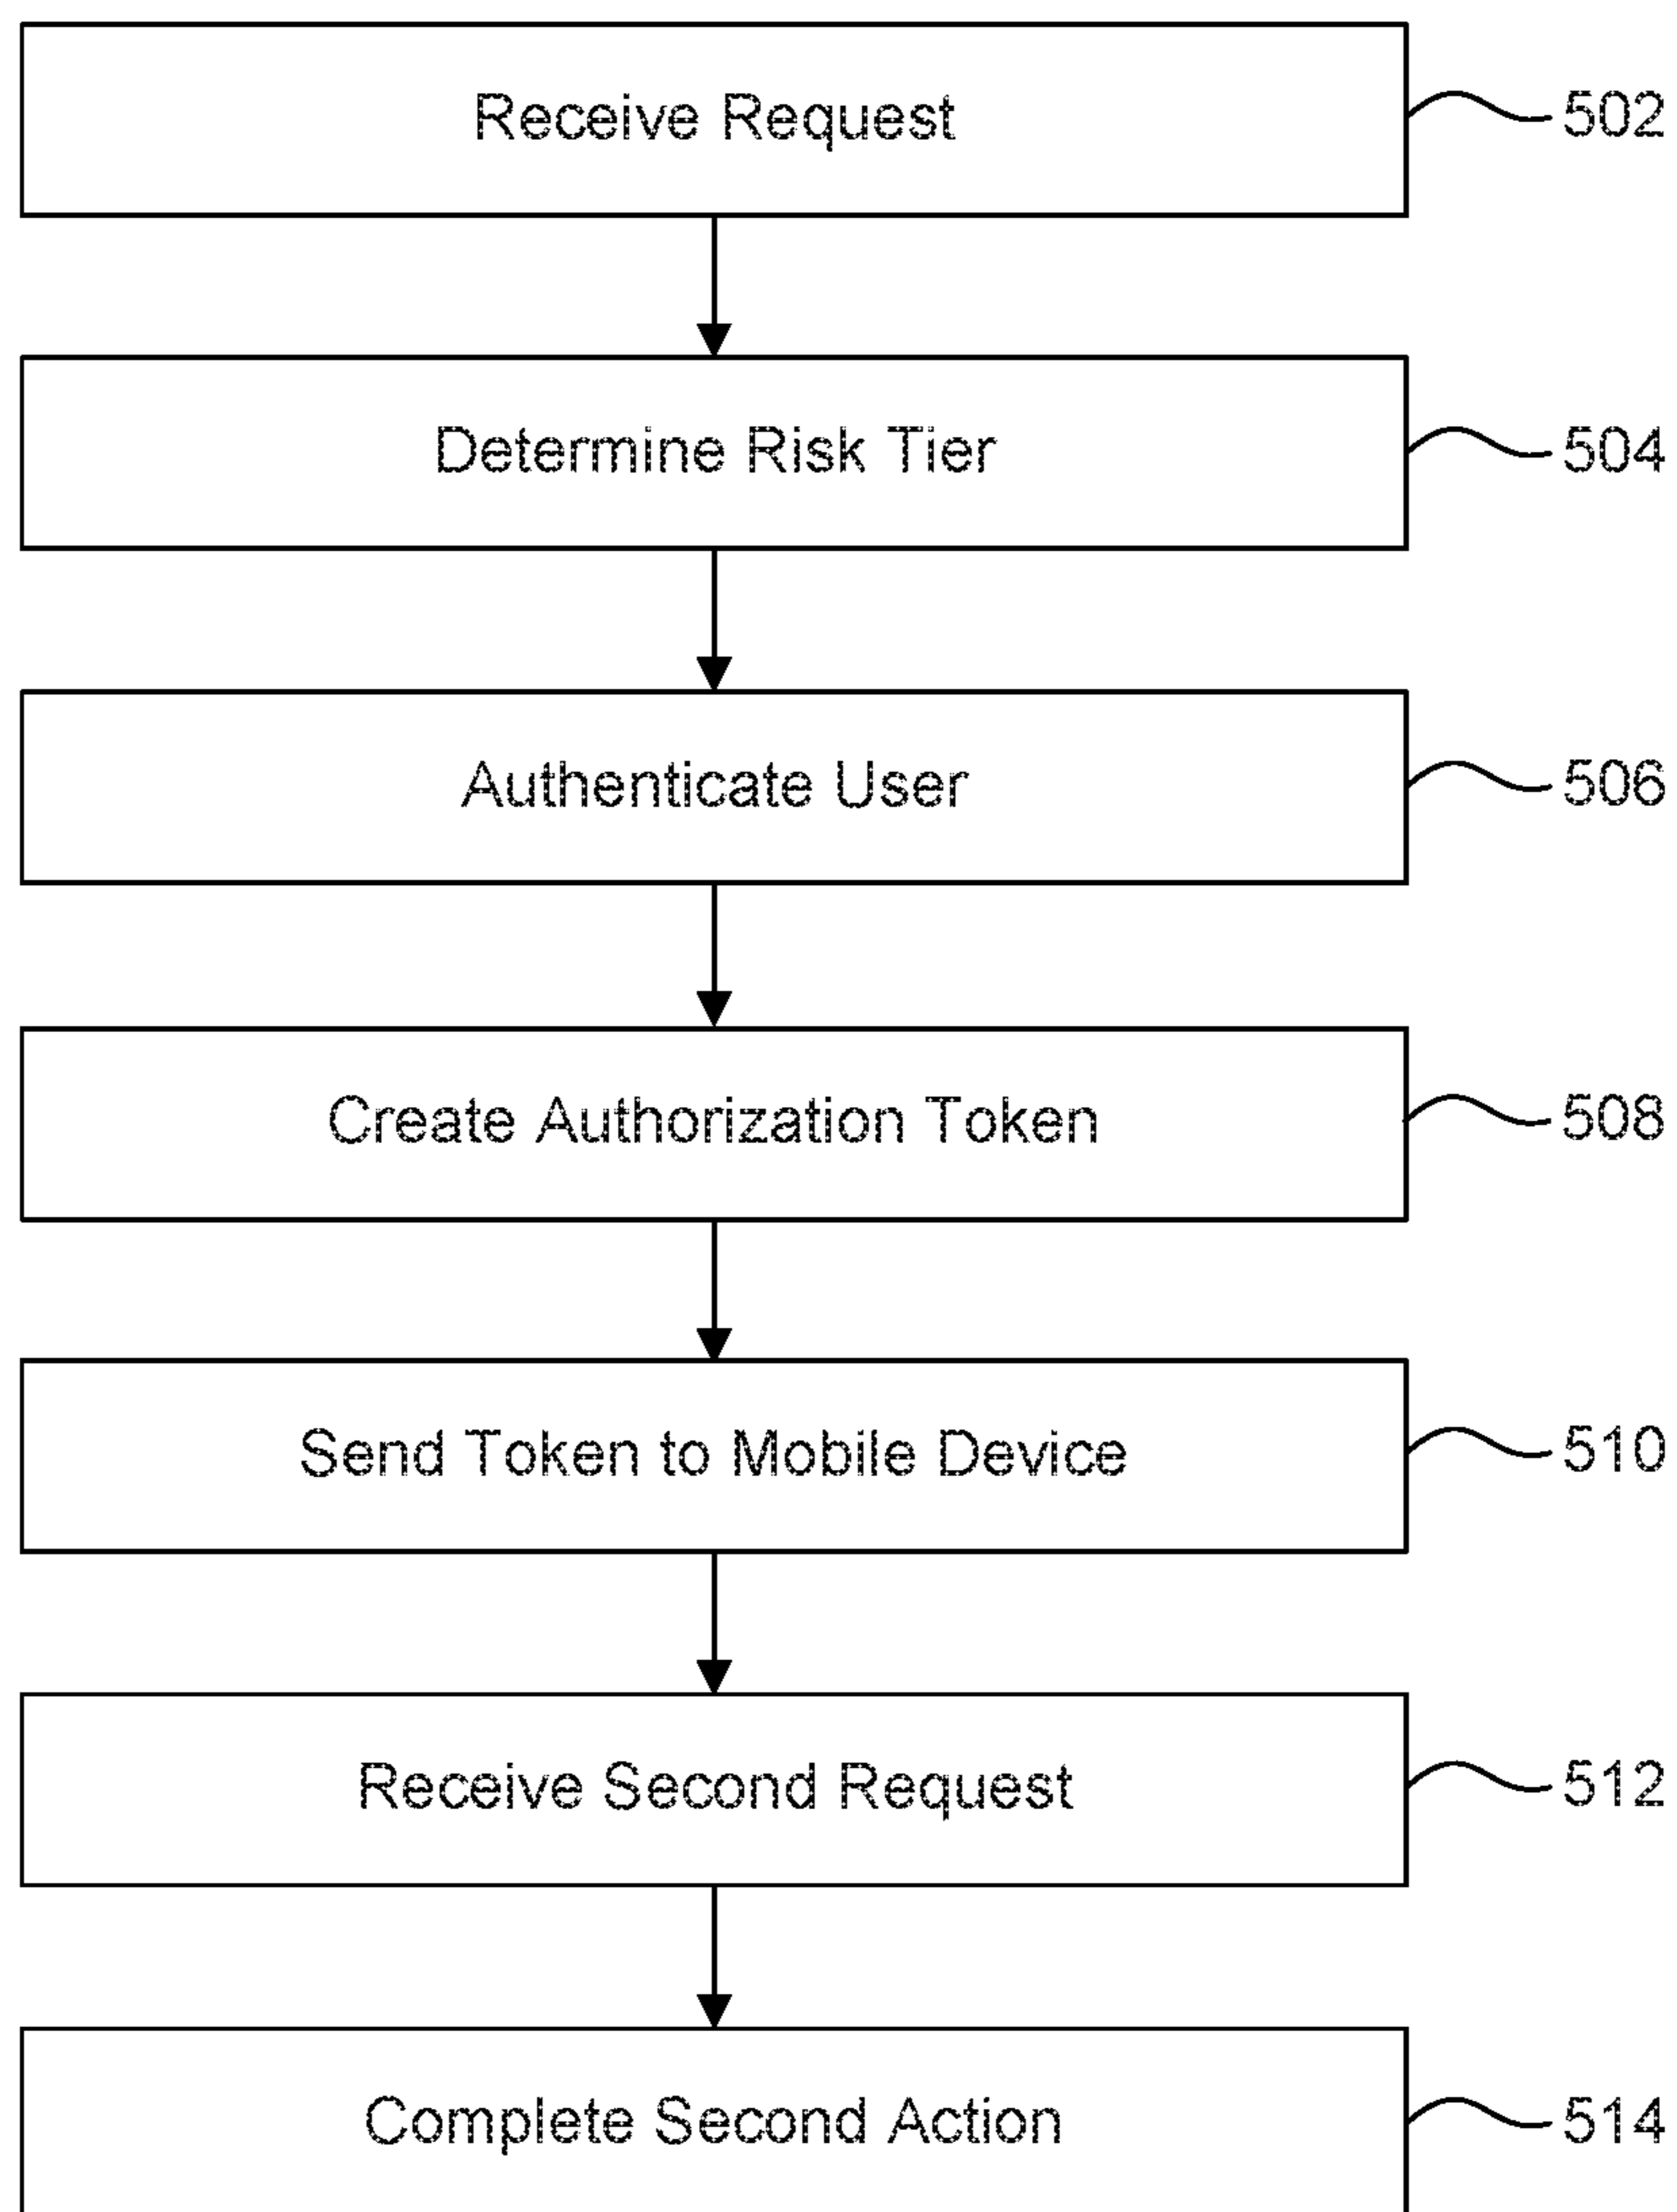 Receive Request
502
Determine Risk Tier
504
Authenticate User
506
Create Authorization Token
508
Send Token to Mobile Device
510
Receive Second Request
512
Complete Second Action
514